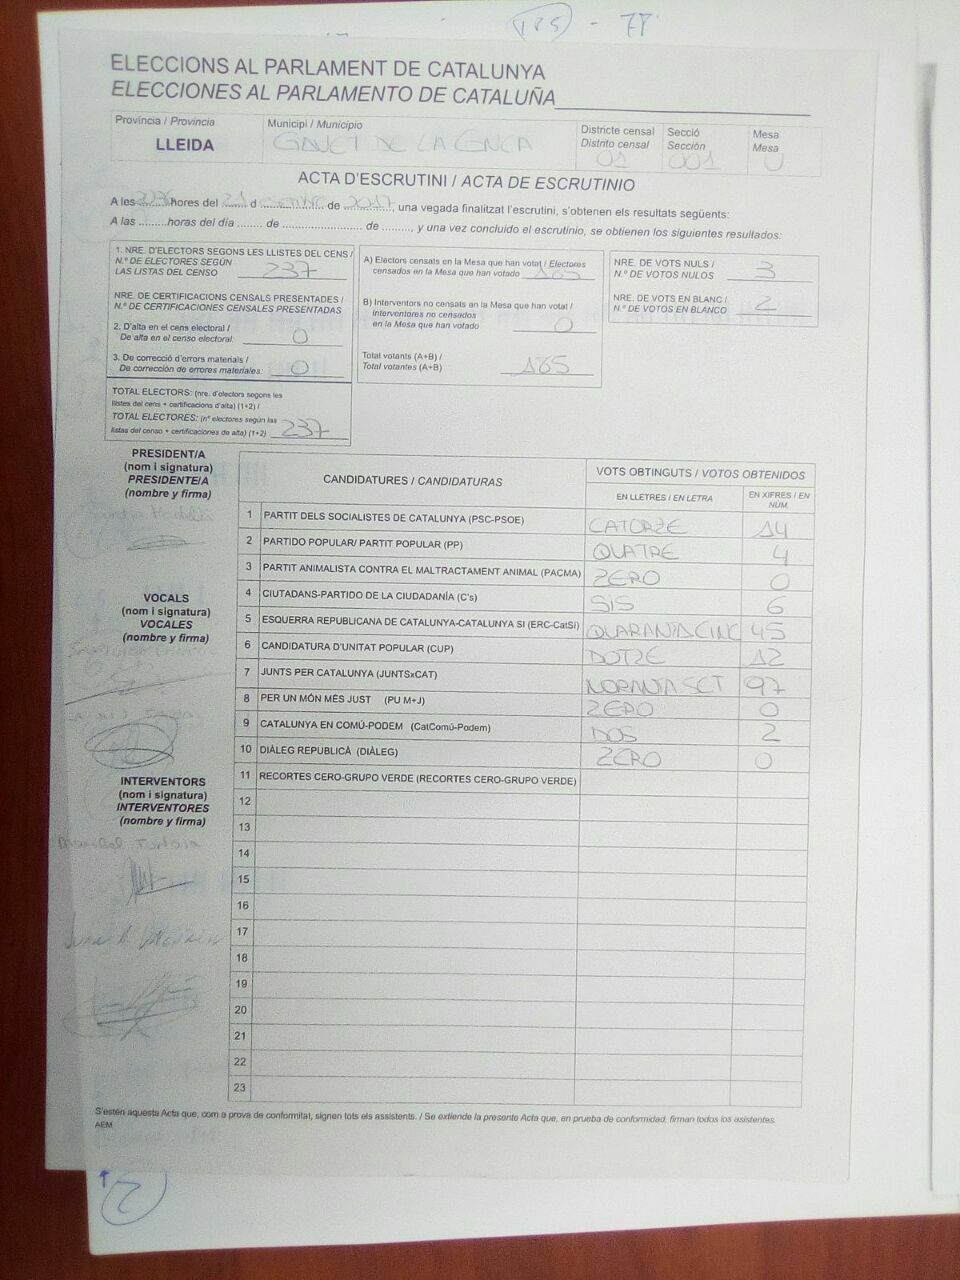 185 - 78
ELECCIONS AL PARLAMENT DE CATALUNYA
ELECCIONES AL PARLAMENTO DE CATALUÑA
Província / Provincia
LLEIDA
Municipi / Municipio
DE LA
Districte censal
Distrito censal
01
Secció
Sección
001
Mesa
Mesa
U
ACTA D'ESCRUTINI / ACTA DE ESCRUTINIO
A les hores del 21 d de 2017, una vegada finalitzat l'escrutini, s'obtenen els resultats següents:
A las .........horas del día ........ de ........................ de ........., y una vez concluido el escrutinio, se obtienen los siguientes resultados:
1. NRE. D'ELECTORS SEGONS LES LLISTES DEL CENS /
N.º DE ELECTORES SEGÚN
LAS LISTAS DEL CENSO 237
NRE. DE CERTIFICACIONS CENSALS PRESENTADES /
N.º DE CERTIFICACIONES CENSALES PRESENTADAS
2. D'alta en el cens electoral /
De alta en el censo electoral: 0
3. De correcció d'errors materials /
De corrección de errores materiales: 0
TOTAL ELECTORS: (nre. d'electors segons les
llistes del cens + certificacions d'alta) (1+2) /
TOTAL ELECTORES: (nº electores según las
listas del censo + certificaciones de alta) (1+2) 237
A) Electors censats en la Mesa que han votat / Electores
censados en la Mesa que han votado 185
B) Interventors no censats en la Mesa que han votat /
Interventores no censados
en la Mesa que han votado 0
Total votants (A+B) /
Total votantes (A+B) 185
NRE. DE VOTS NULS /
N.º DE VOTOS NULOS 3
NRE. DE VOTS EN BLANC /
N.º DE VOTOS EN BLANCO 2
PRESIDENT/A
(nom i signatura)
PRESIDENTE/A
(nombre y firma)
VOCALS
(nom i signatura)
VOCALES
(nombre y firma)
INTERVENTORS
(nom i signatura)
INTERVENTORES
(nombre y firma)
CANDIDATURES / CANDIDATURAS
VOTS OBTINGUTS / VOTOS OBTENIDOS
EN LLETRES / EN LETRA
EN XIFRES / EN NÚM.
1 PARTIT DELS SOCIALISTES DE CATALUNYA (PSC-PSOE) CATORZE 14
2 PARTIDO POPULAR/ PARTIT POPULAR (PP) QUATRE 4
3 PARTIT ANIMALISTA CONTRA EL MALTRACTAMENT ANIMAL (PACMA) ZERO 0
4 CIUTADANS-PARTIDO DE LA CIUDADANÍA (C's) SIS 6
5 ESQUERRA REPUBLICANA DE CATALUNYA-CATALUNYA SÍ (ERC-CatSí) QUARANTA CINC 45
6 CANDIDATURA D'UNITAT POPULAR (CUP) DOTZE 12
7 JUNTS PER CATALUNYA (JUNTSxCAT) NORANTA SET 97
8 PER UN MÓN MÉS JUST (PU M+J) ZERO 0
9 CATALUNYA EN COMÚ-PODEM (CatComú-Podem) DOS 2
10 DIÀLEG REPUBLICÀ (DIÀLEG) ZERO 0
11 RECORTES CERO-GRUPO VERDE (RECORTES CERO-GRUPO VERDE)
12
13
14
15
16
17
18
19
20
21
22
23
S'estén aquesta Acta que, com a prova de conformitat, signen tots els assistents. / Se extiende la presente Acta que, en prueba de conformidad, firman todos los asistentes.
AEM
2